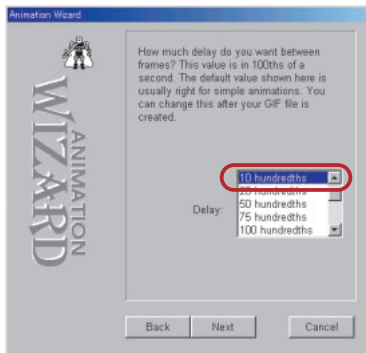 Animation Wizard
How much delay do you want between
frames? This value is in 100ths of a
second. The default value shown here is
usually right for simple animations. You
can change this after your GIF file is
created.
ANIMATION
WIZARD
10 hundredths
hundredths
Delay:
50 hundredths
75 hundredths
100 hundredths
Back
Next
Cancel